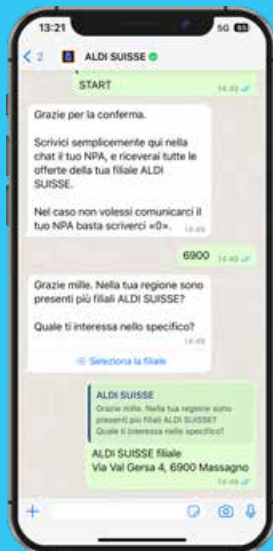 13:21
5G 65
2 ALDI SUISSE
START
14:49
Grazie per la conferma.
Scrivici semplicemente qui nella
chat il tuo NPA, e riceverai tutte le
offerte della tua filiale ALDI
SUISSE.
Nel caso non volessi comunicarci il
tuo NPA basta scriverci «0».
14:49
6900
14:49
Grazie mille. Nella tua regione sono
presenti più filiali ALDI SUISSE?
Quale ti interessa nello specifico?
14:49
Seleziona la filiale
ALDI SUISSE
Grazie mille. Nella tua regione sono
presenti più filiali ALDI SUISSE?
Quale ti interessa nello specifico?
ALDI SUISSE filiale
Via Val Gersa 4, 6900 Massagno
14:49